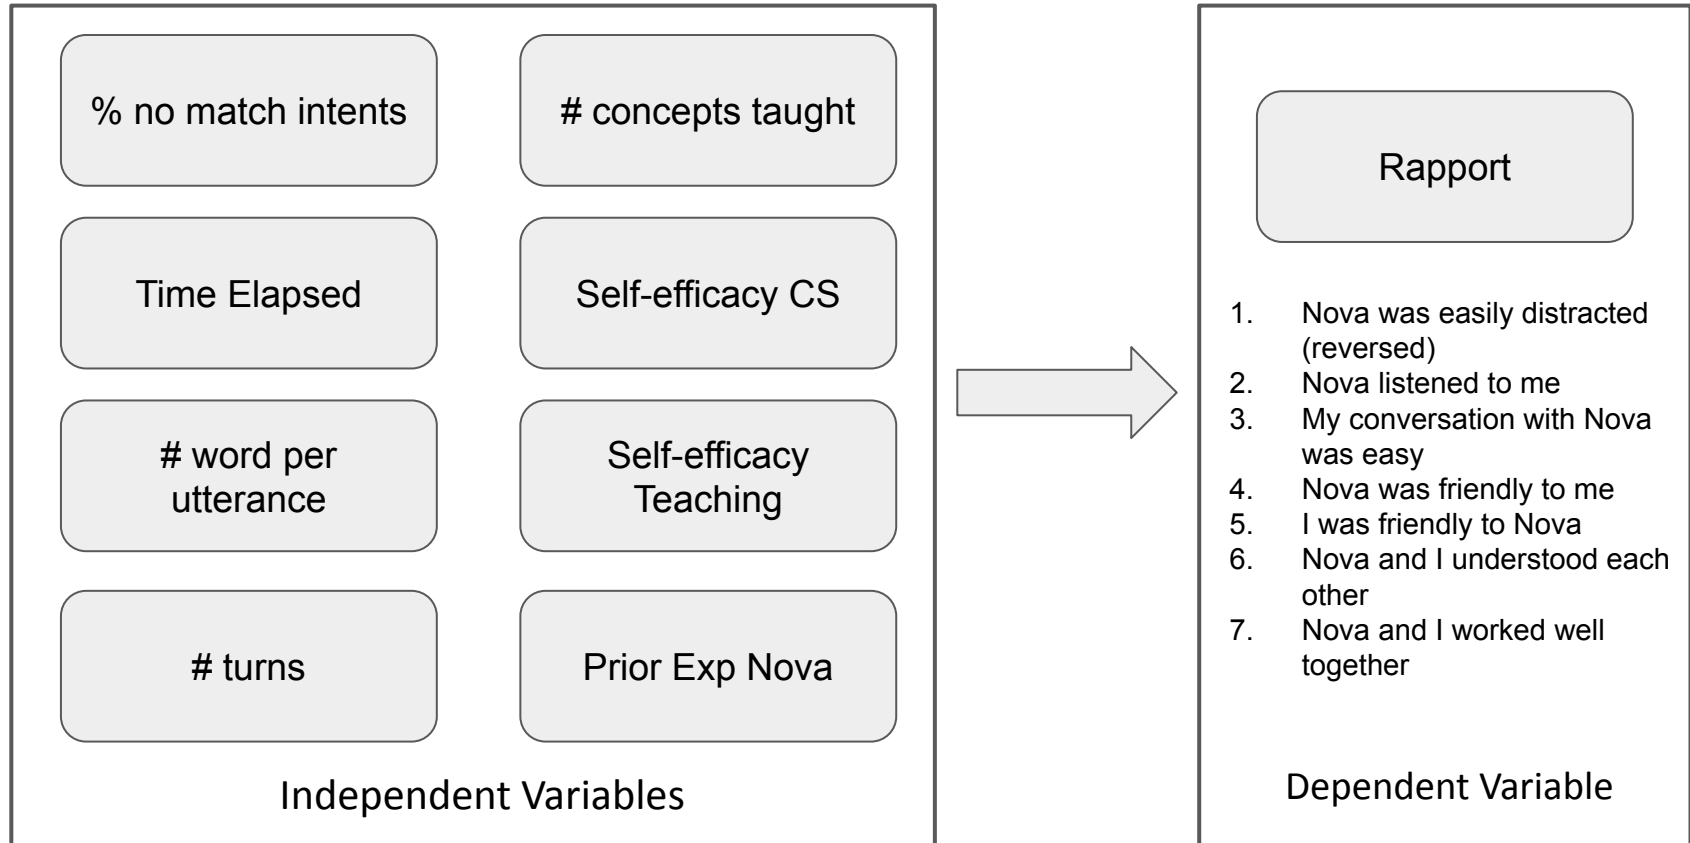 % no match intents
# concepts taught
Time Elapsed
Self-efficacy CS
# word per
utterance
Self-efficacy
Teaching
# turns
Prior Exp Nova
Independent Variables
Rapport
1. Nova was easily distracted
(reversed)
2. Nova listened to me
3. My conversation with Nova
was easy
4. Nova was friendly to me
5. I was friendly to Nova
6. Nova and I understood each
other
7. Nova and I worked well
together
Dependent Variable